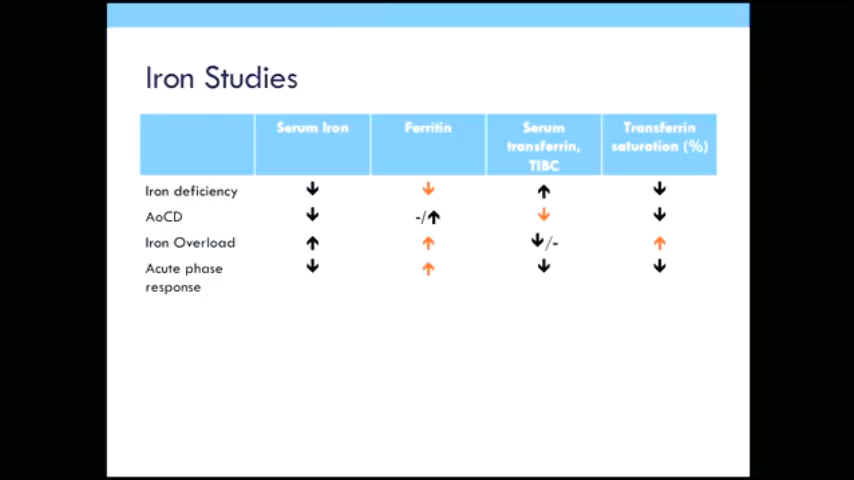 Iron Studies
Serum Iron Ferritin Serum transferrin, TIBC Transferrin saturation (%)
Iron deficiency ↓ ↓ ↑ ↓
AoCD ↓ -/↑ ↓ ↓
Iron Overload ↑ ↑ ↓/- ↑
Acute phase response ↓ ↑ ↓ ↓